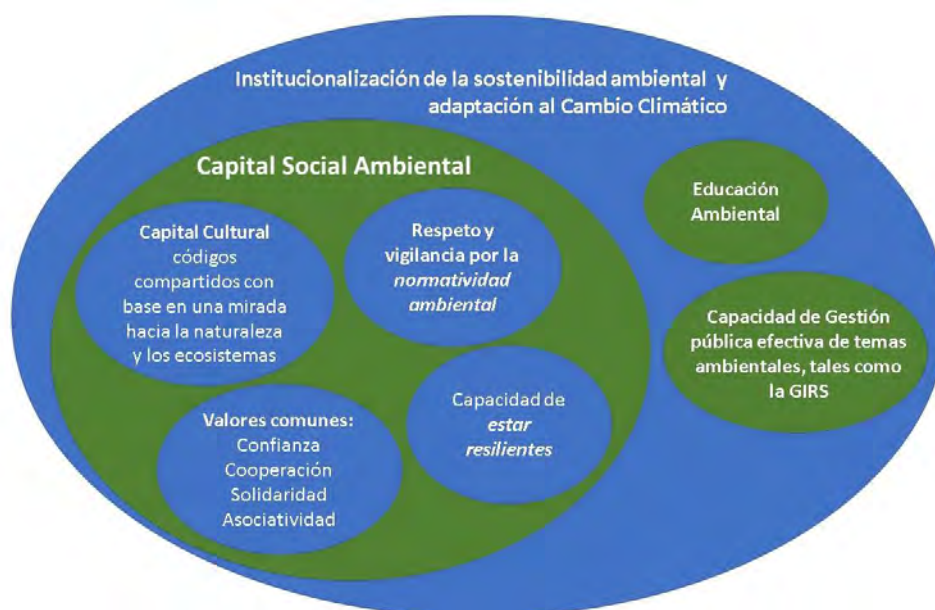 Institucionalización de la sostenibilidad ambiental y
adaptación al Cambio Climático
Capital Social Ambiental
Capital Cultural
códigos
compartidos con
base en una mirada
hacia la naturaleza
y los ecosistemas
Respeto y
vigilancia por la
normatividad
ambiental
Valores comunes:
Confianza
Cooperación
Solidaridad
Asociatividad
Capacidad de
estar
resilientes
Educación
Ambiental
Capacidad de Gestión
pública efectiva de temas
ambientales, tales como
la GIRS